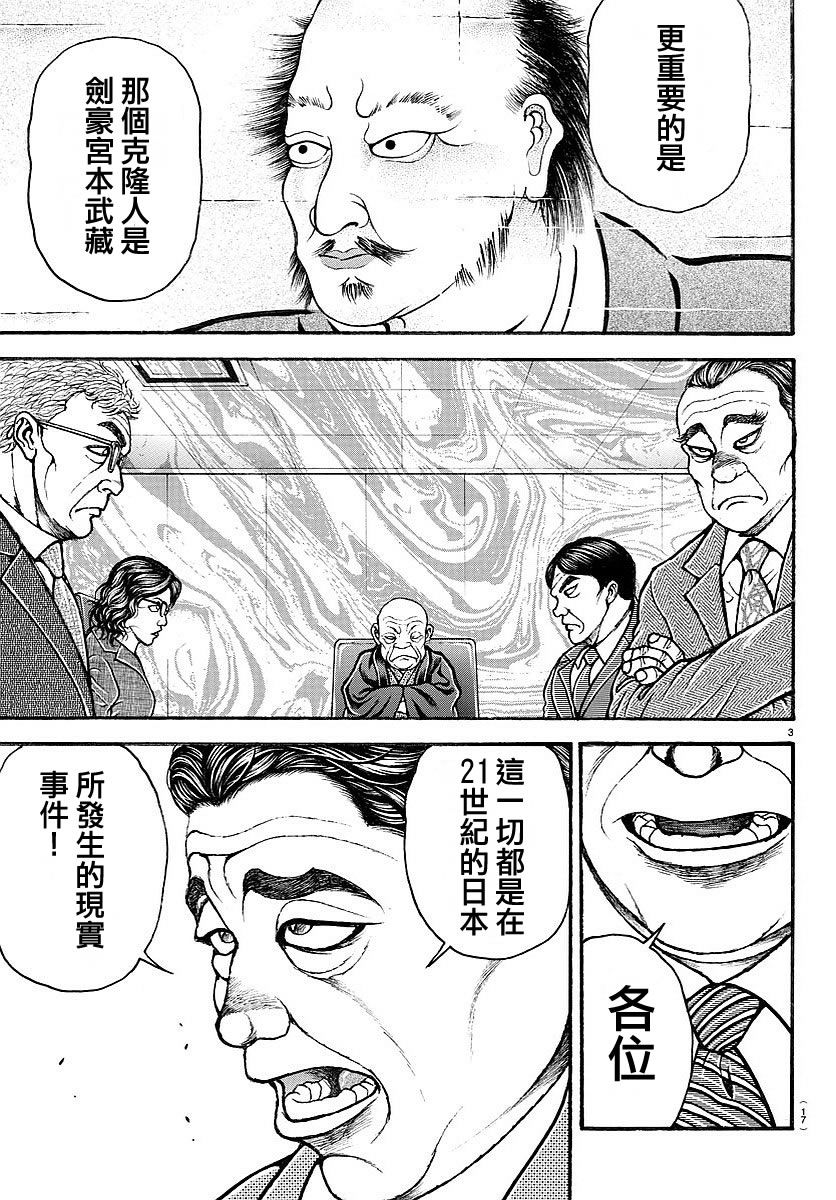 更重要的是
那個克隆人是
劍豪宮本武藏
3
各位
這一切都是在
21世紀的日本
所發生的現實
事件！
(17)